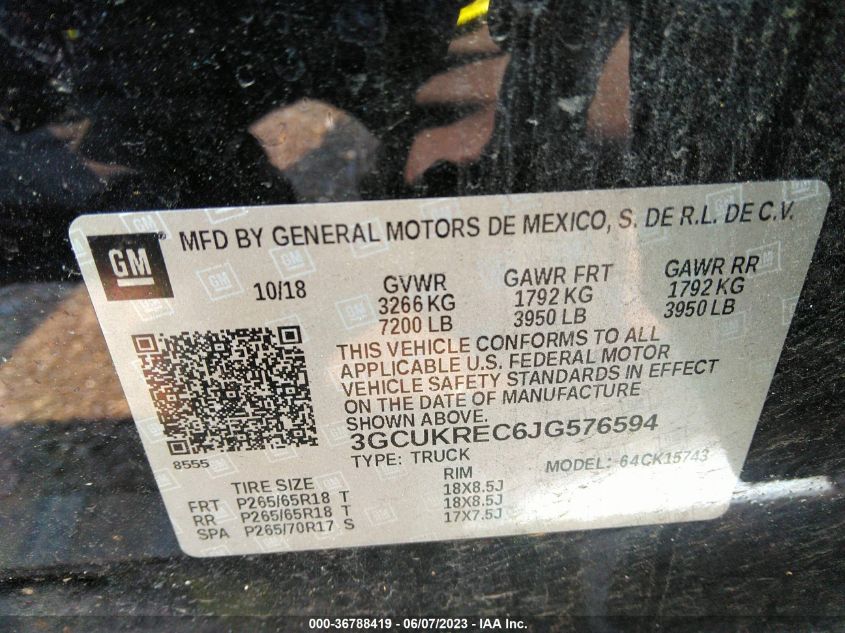 GM
MFD BY GENERAL MOTORS DE MEXICO, S. DE R.L. DE C.V.
10/18
GVWR
3266 KG
7200 LB
GAWR FRT
1792 KG
3950 LB
GAWR RR
1792 KG
3950 LB
THIS VEHICLE CONFORMS TO ALL
APPLICABLE U.S. FEDERAL MOTOR
VEHICLE SAFETY STANDARDS IN EFFECT
ON THE DATE OF MANUFACTURE
SHOWN ABOVE.
3GCUKREC6JG576594
8555
TYPE: TRUCK MODEL: 64CK15743
TIRE SIZE RIM
FRT P265/65R18 T 18X8.5J
RR P265/65R18 T 18X8.5J
SPA P265/70R17 S 17X7.5J
000-36788419 - 06/07/2023 - IAA Inc.